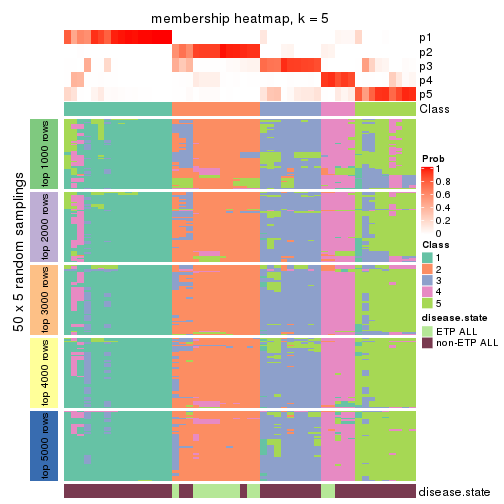 membership heatmap, k = 5
p1
p2
p3
p4
p5
Class
50 x 5 random samplings
top 1000 rows
top 2000 rows
top 3000 rows
top 4000 rows
top 5000 rows
disease.state
Prob
1
0.8
0.6
0.4
0.2
0
Class
1
2
3
4
5
disease.state
ETP ALL
non-ETP ALL